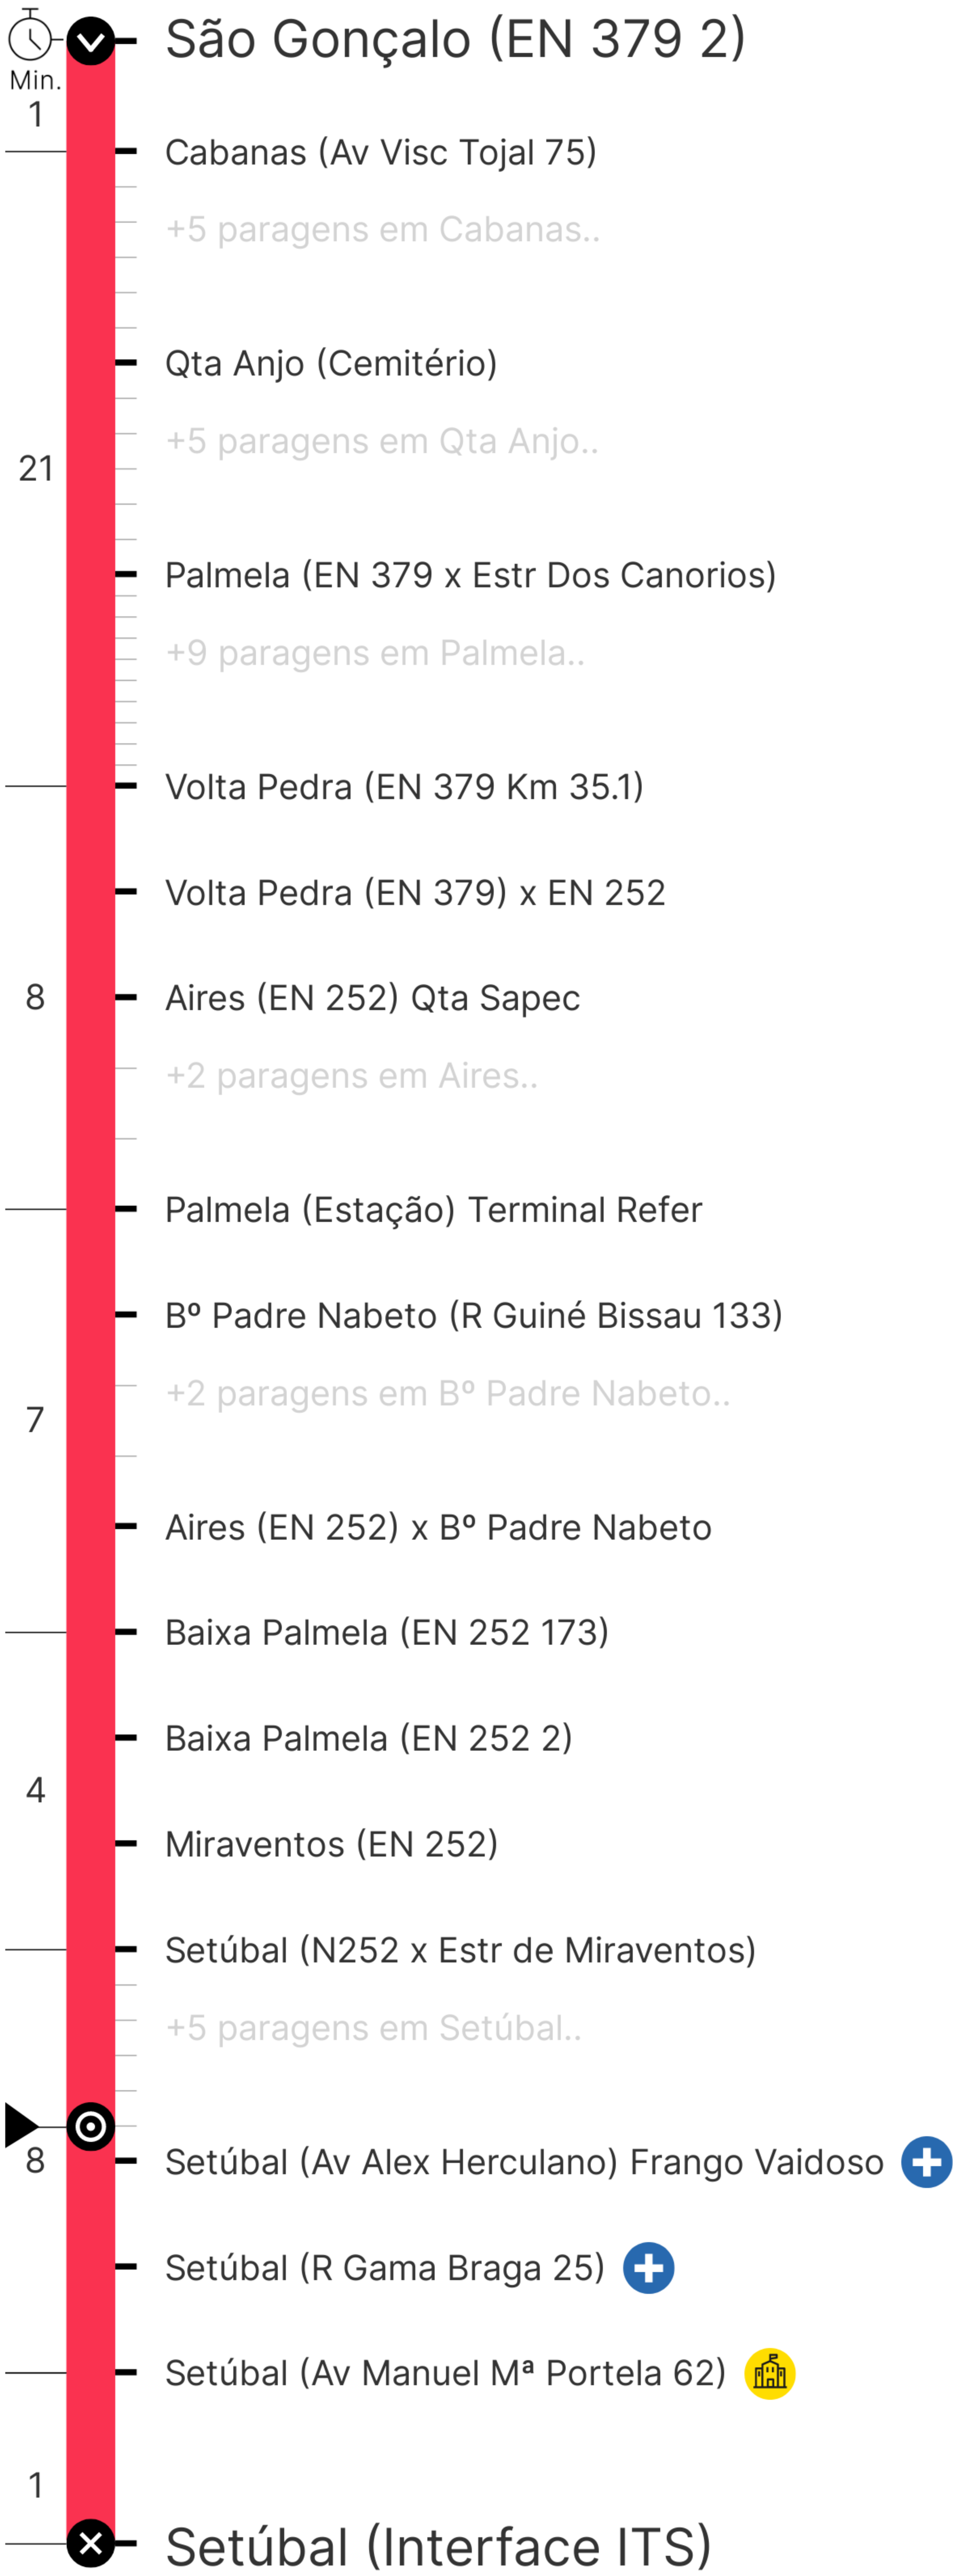 São Gonçalo (EN 379 2)
Min.
1
Cabanas (Av Visc Tojal 75)
+5 paragens em Cabanas..
Qta Anjo (Cemitério)
+5 paragens em Qta Anjo..
21
Palmela (EN 379 x Estr Dos Canorios)
+9 paragens em Palmela..
Volta Pedra (EN 379 Km 35.1)
Volta Pedra (EN 379) x EN 252
8
Aires (EN 252) Qta Sapec
+2 paragens em Aires..
Palmela (Estação) Terminal Refer
Bº Padre Nabeto (R Guiné Bissau 133)
+2 paragens em Bº Padre Nabeto..
7
Aires (EN 252) x Bº Padre Nabeto
Baixa Palmela (EN 252 173)
Baixa Palmela (EN 252 2)
4
Miraventos (EN 252)
Setúbal (N252 x Estr de Miraventos)
+5 paragens em Setúbal..
8
Setúbal (Av Alex Herculano) Frango Vaidoso
Setúbal (R Gama Braga 25)
Setúbal (Av Manuel Mª Portela 62)
1
Setúbal (Interface ITS)